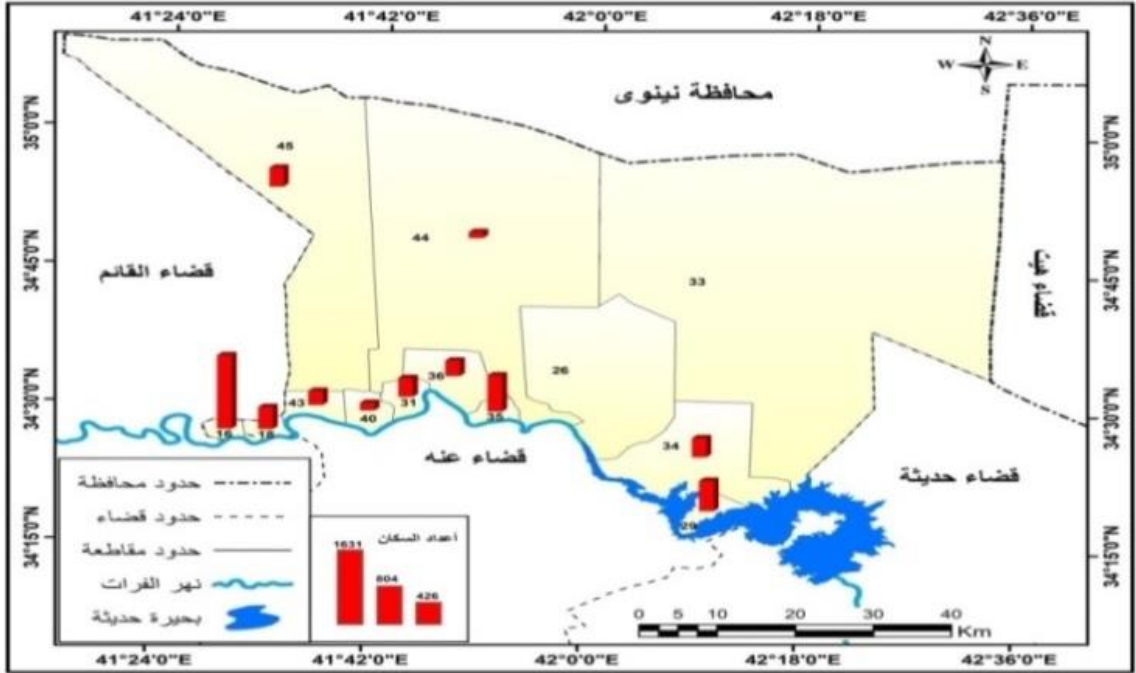 41°24'0"E 41°42'0"E 42°0'0"E 42°18'0"E 42°36'0"E
N
W E
S
محافظة نينوى
35°0'0"N
35°0'0"N
45
44
33
34°45'0"N
34°45'0"N
قضاء القائم
قضاء هيت
26
36
43
31
40
35
34°30'0"N
34°30'0"N
16
18
34
قضاء عنه
قضاء حديثة
29
34°15'0"N
34°15'0"N
حدود محافظة
حدود قضاء
حدود مقاطعة
نهر الفرات
بحيرة حديثة
أعداد السكان
1631
804
426
0 5 10 20 30 40
Km
41°24'0"E 41°42'0"E 42°0'0"E 42°18'0"E 42°36'0"E